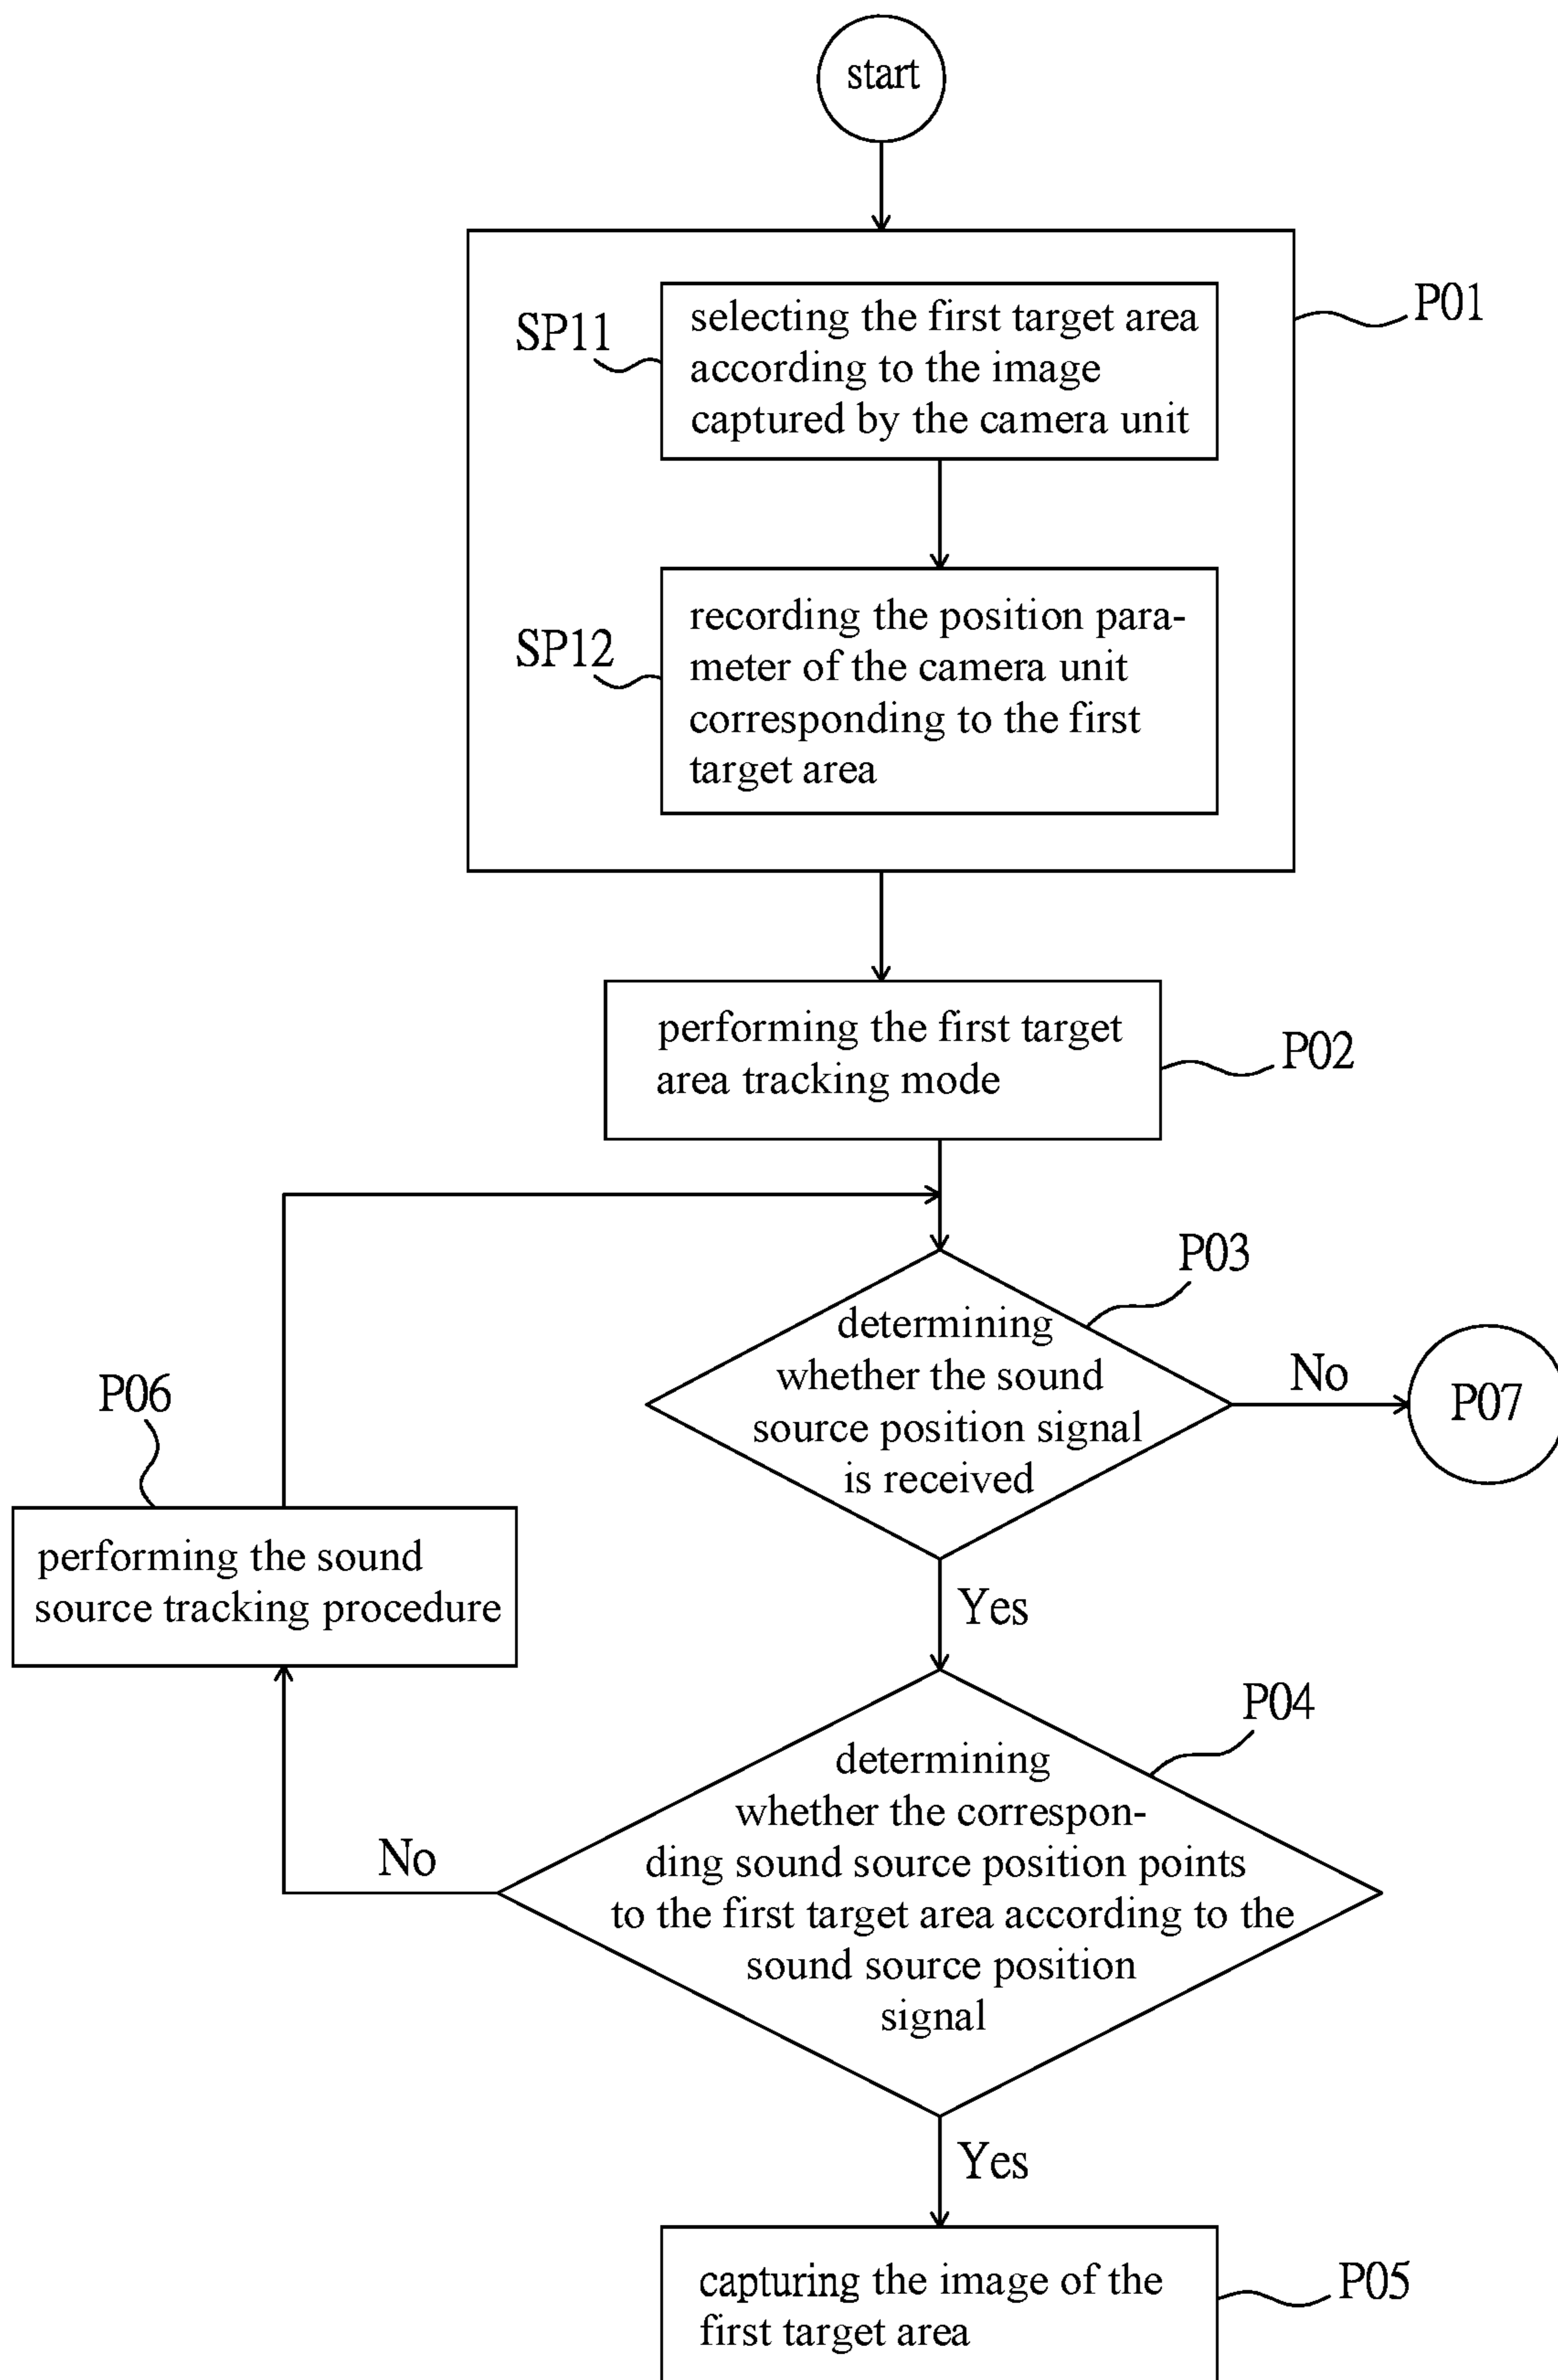 start
P01
SP11
selecting the first target area
according to the image
captured by the camera unit
SP12
recording the position para-
meter of the camera unit
corresponding to the first
target area
performing the first target
area tracking mode
P02
P03
determining
whether the sound
source position signal
is received
No
P07
P06
performing the sound
source tracking procedure
Yes
P04
determining
whether the correspon-
ding sound source position points
to the first target area according to the
sound source position
signal
No
Yes
capturing the image of the
first target area
P05